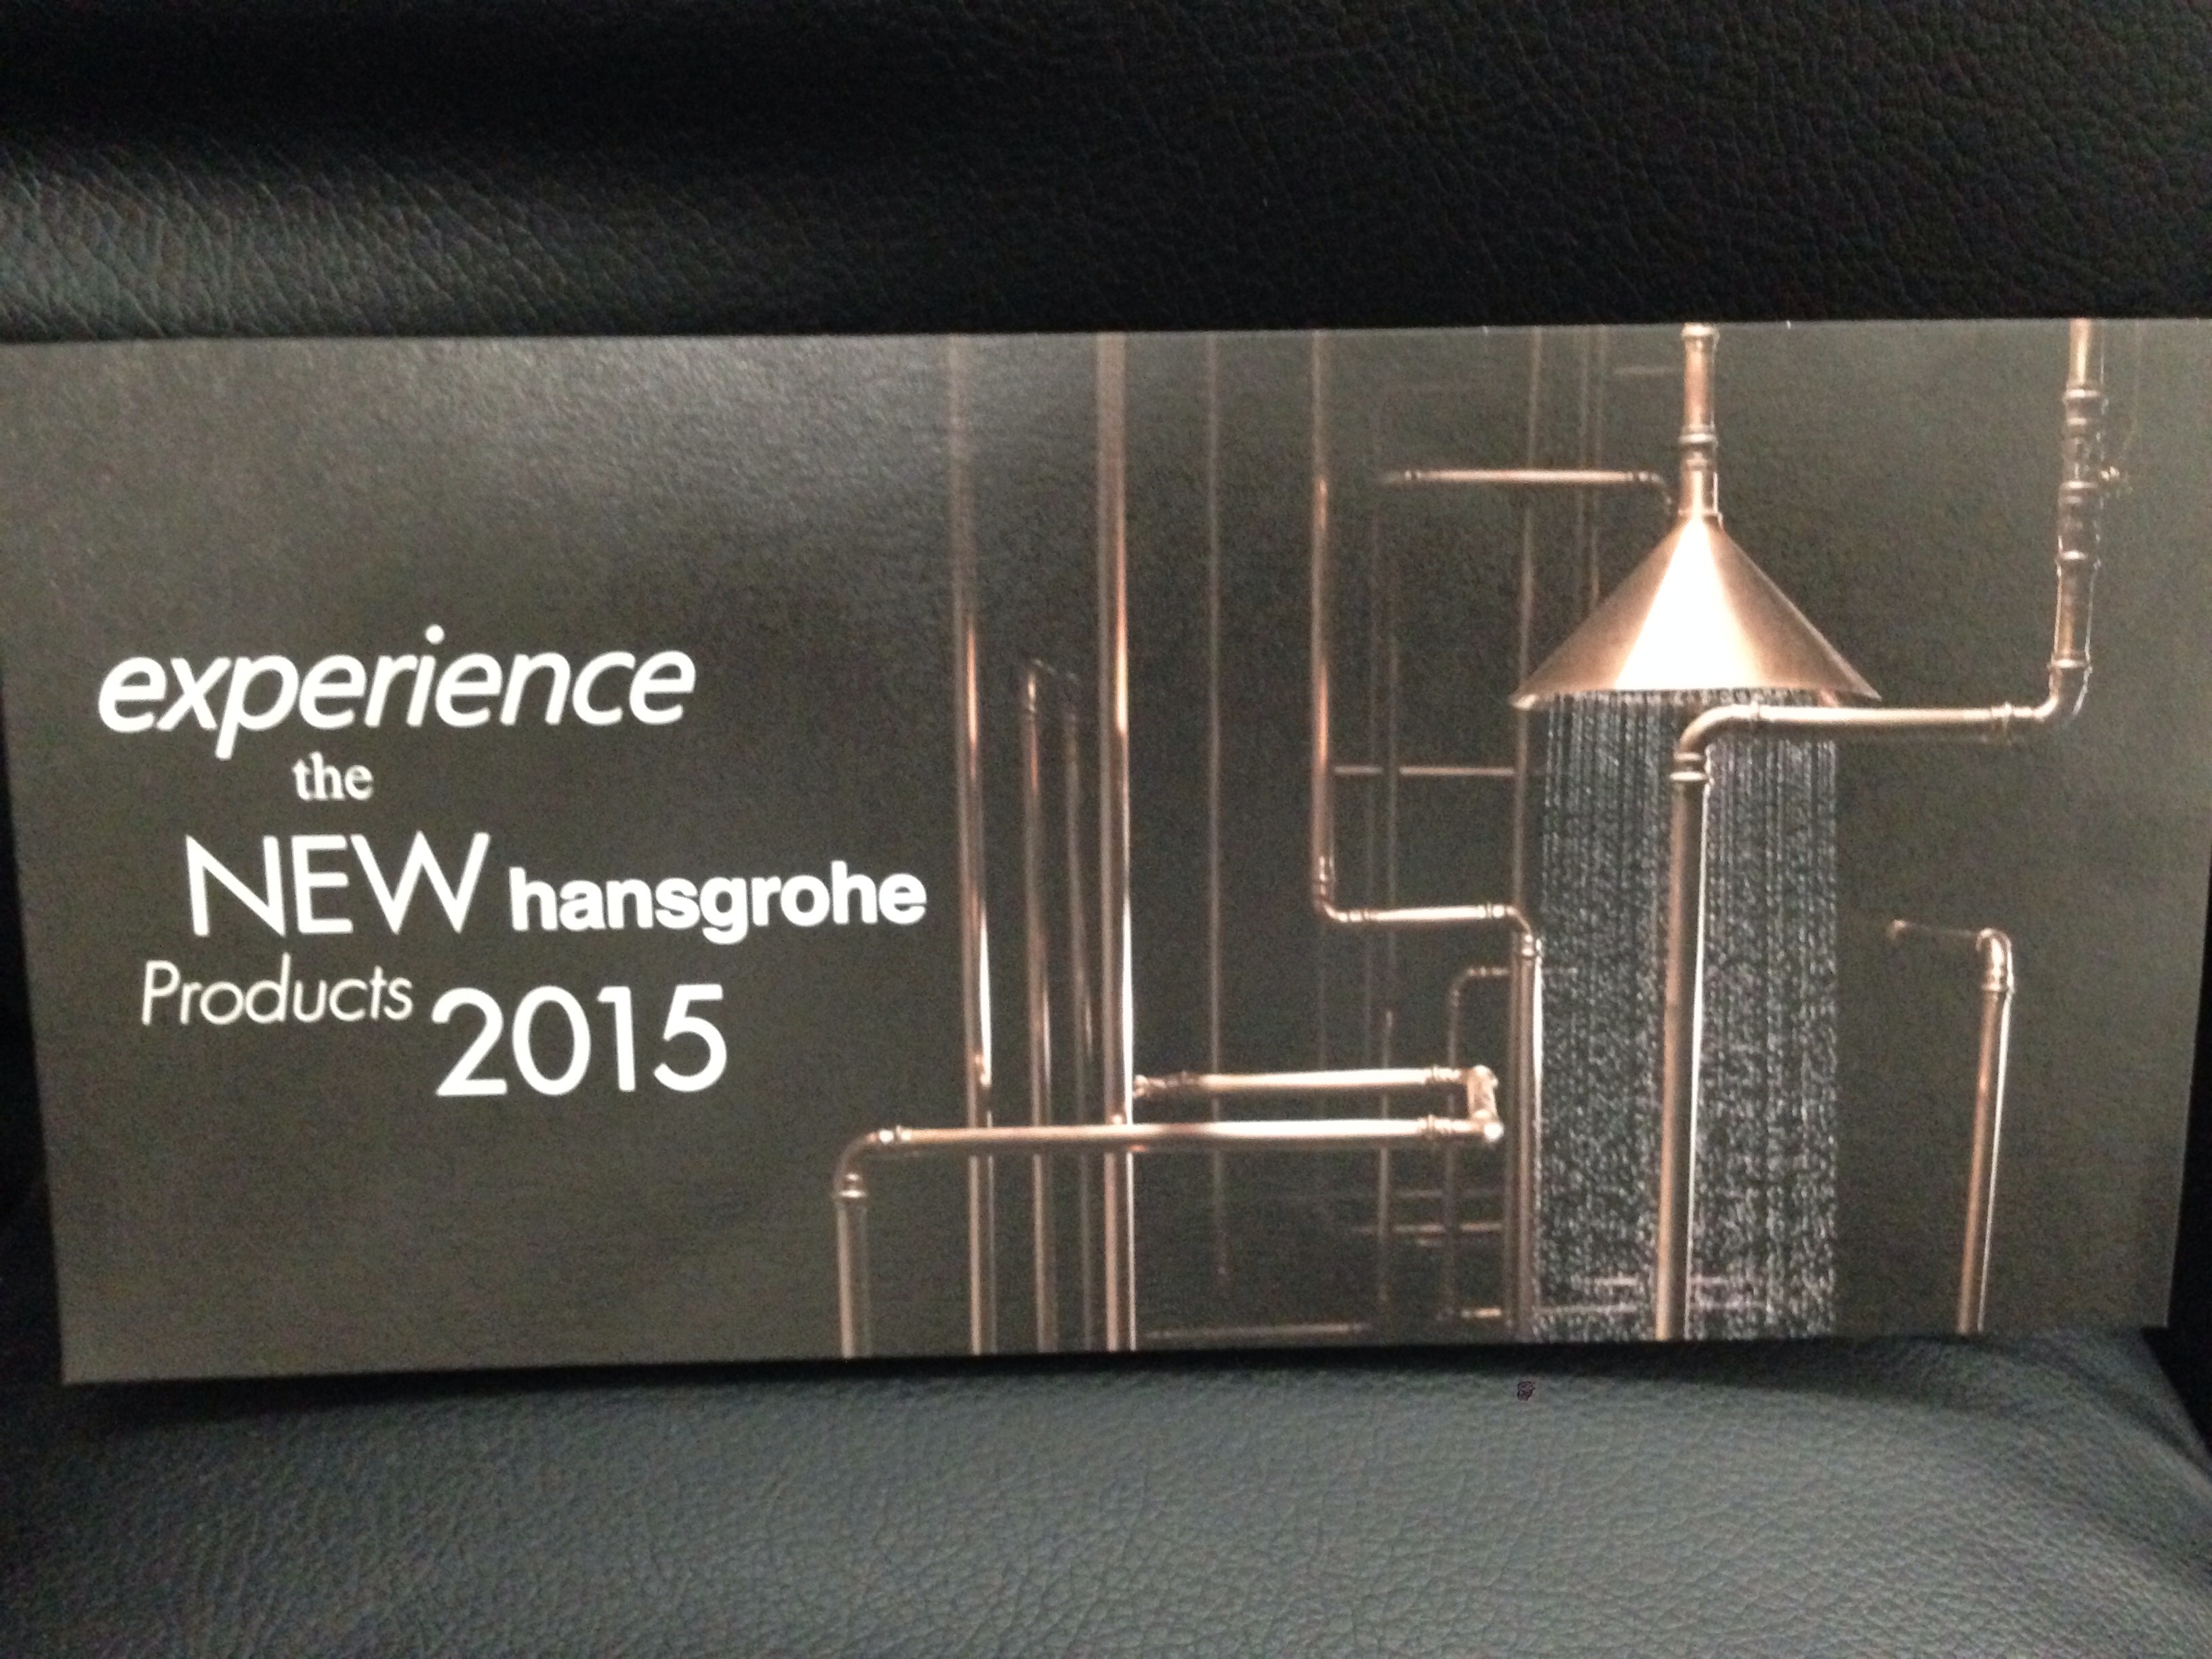 experience
the
NEW hansgrohe
Products 2015